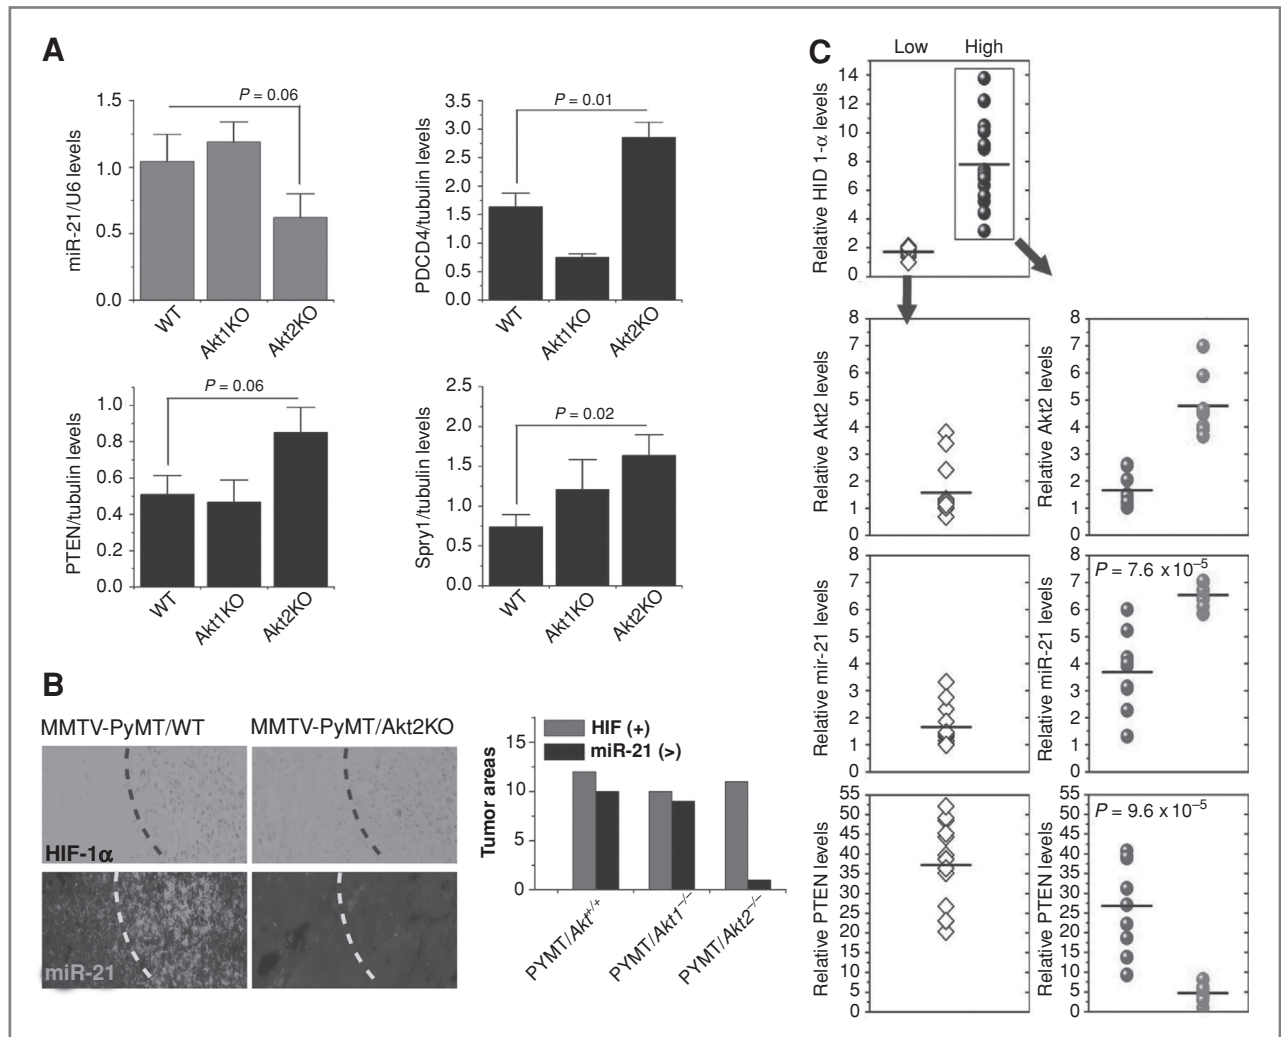 A
miR-21/U6 levels
1.5
1.0
0.5
0.0
P = 0.06
WT
Akt1KO
Akt2KO
PDCD4/tubulin levels
3.5
3.0
2.5
2.0
1.5
1.0
0.5
0.0
P = 0.01
WT
Akt1KO
Akt2KO
PTEN/tubulin levels
1.0
0.8
0.6
0.4
0.2
0.0
P = 0.06
WT
Akt1KO
Akt2KO
Spry1/tubulin levels
2.5
2.0
1.5
1.0
0.5
0.0
P = 0.02
WT
Akt1KO
Akt2KO
B
MMTV-PyMT/WT
MMTV-PyMT/Akt2KO
HIF-1α
miR-21
Tumor areas
15
10
5
0
HIF (+)
miR-21 (>)
PYMT/Akt+/+
PYMT/Akt1−/−
PYMT/Akt2−/−
C
Low
High
Relative HID 1-α levels
14
12
10
8
6
4
2
0
Relative Akt2 levels
8
7
6
5
4
3
2
1
0
Relative Akt2 levels
8
7
6
5
4
3
2
1
0
Relative mir-21 levels
8
7
6
5
4
3
2
1
0
Relative miR-21 levels
8
7
6
5
4
3
2
1
0
P = 7.6 x10−5
Relative PTEN levels
55
50
45
40
35
30
25
20
15
10
5
0
Relative PTEN levels
55
50
45
40
35
30
25
20
15
10
5
0
P = 9.6 x10−5